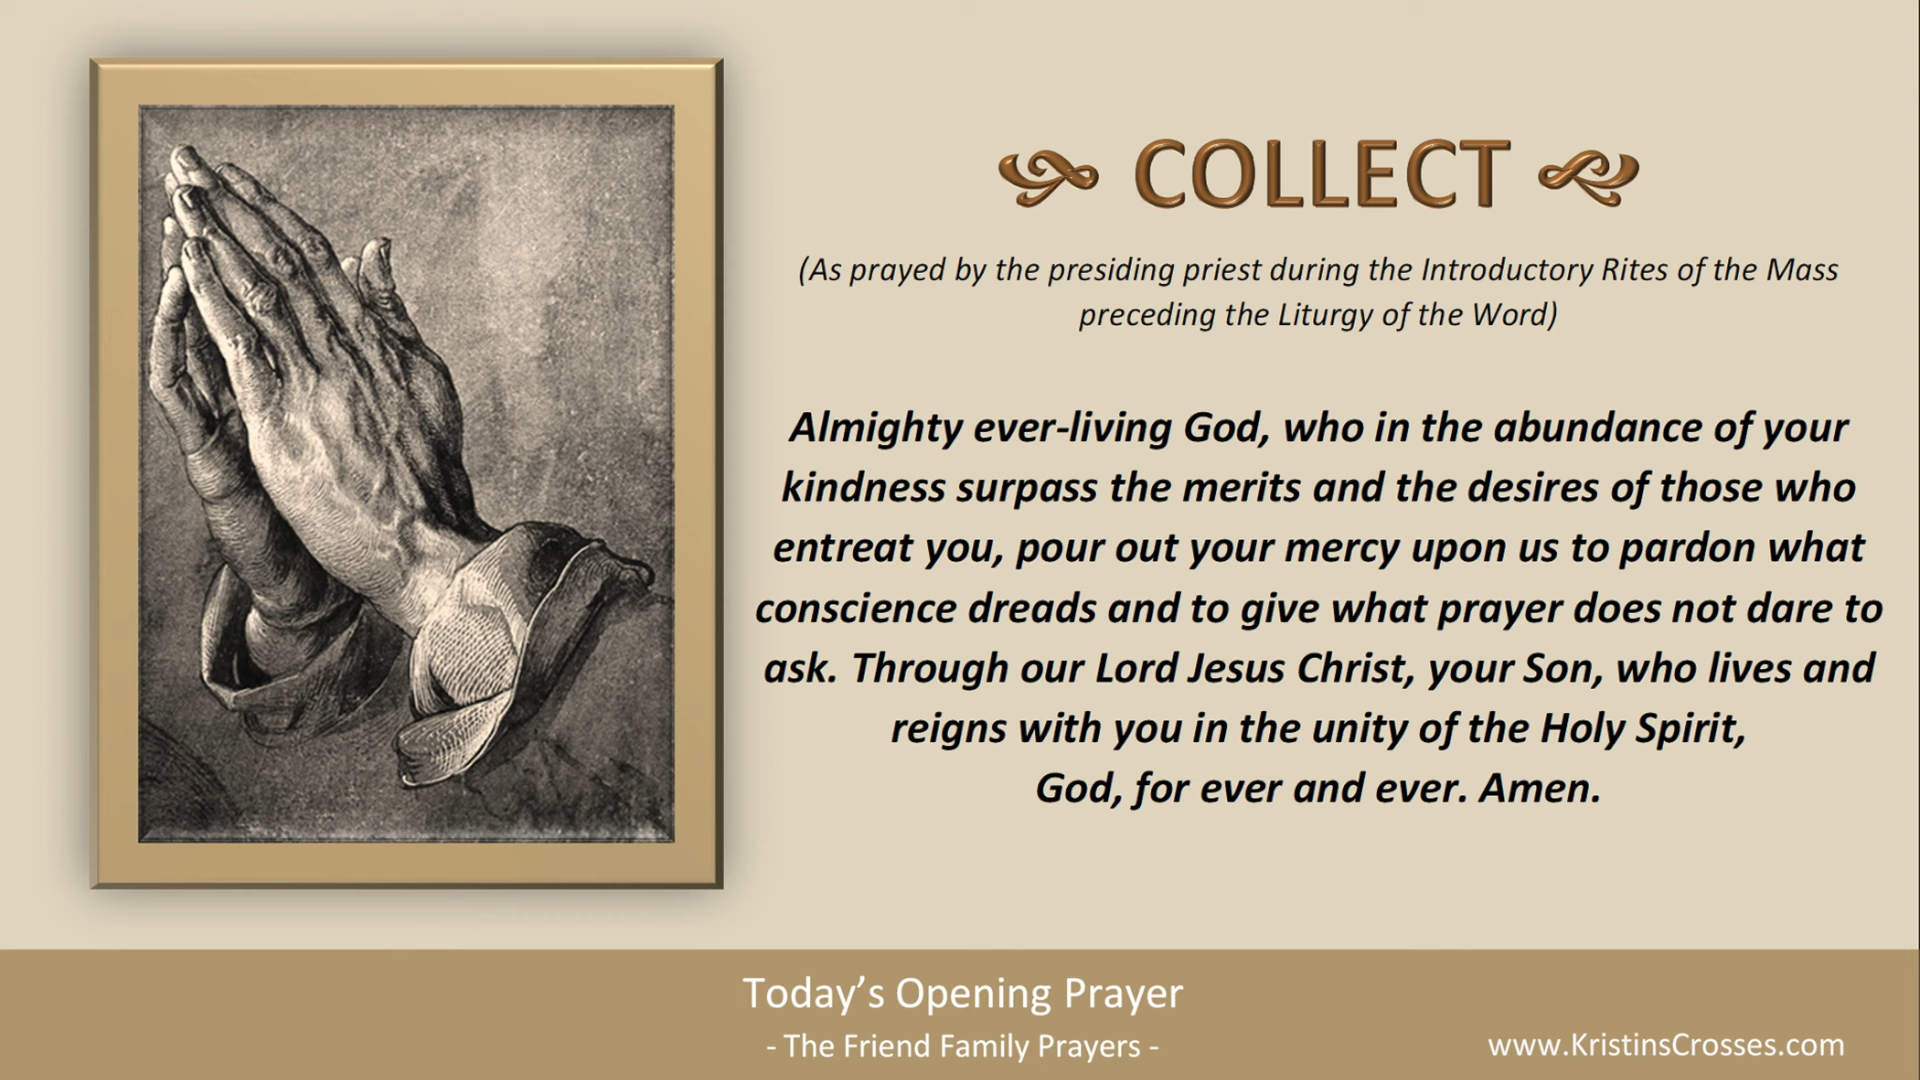 COLLECT
(As prayed by the presiding priest during the Introductory Rites of the Mass
preceding the Liturgy of the Word)
Almighty ever-living God, who in the abundance of your
kindness surpass the merits and the desires of those who
entreat you, pour out your mercy upon us to pardon what
conscience dreads and to give what prayer does not dare to
ask. Through our Lord Jesus Christ, your Son, who lives and
reigns with you in the unity of the Holy Spirit,
God, for ever and ever. Amen.
Today’s Opening Prayer
- The Friend Family Prayers -
www.KristinsCrosses.com